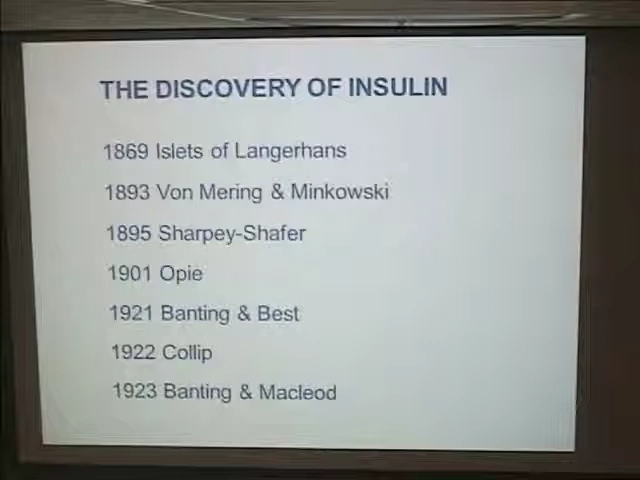 THE DISCOVERY OF INSULIN
1869 Islets of Langerhans
1893 Von Mering & Minkowski
1895 Sharpey-Shafer
1901 Opie
1921 Banting & Best
1922 Collip
1923 Banting & Macleod